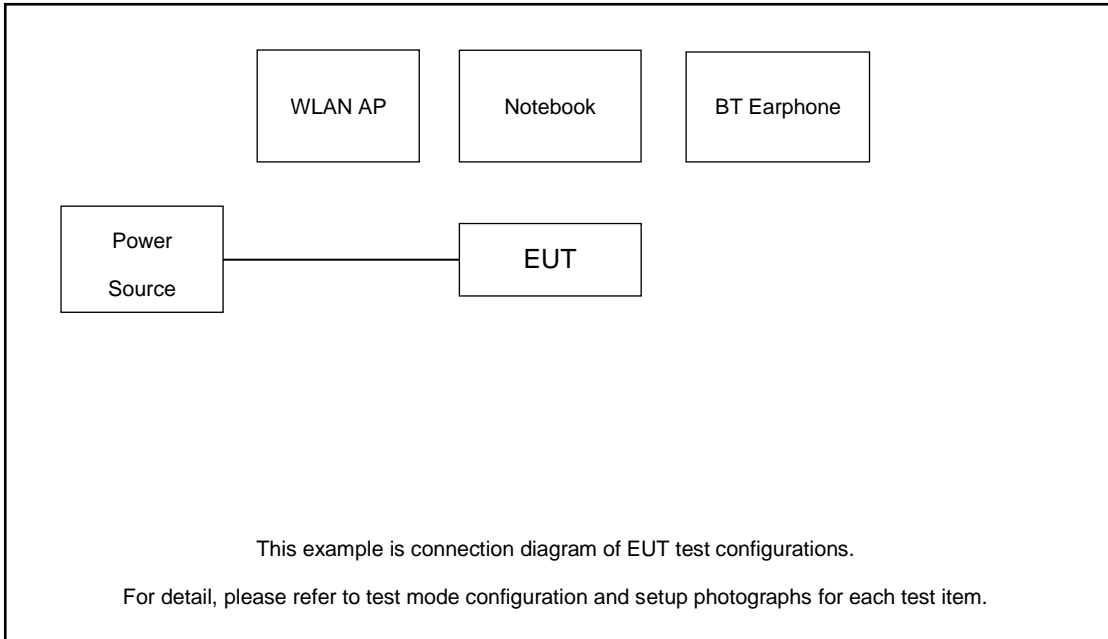 WLAN AP
Notebook
BT Earphone
Power
Source
EUT
This example is connection diagram of EUT test configurations.
For detail, please refer to test mode configuration and setup photographs for each test item.